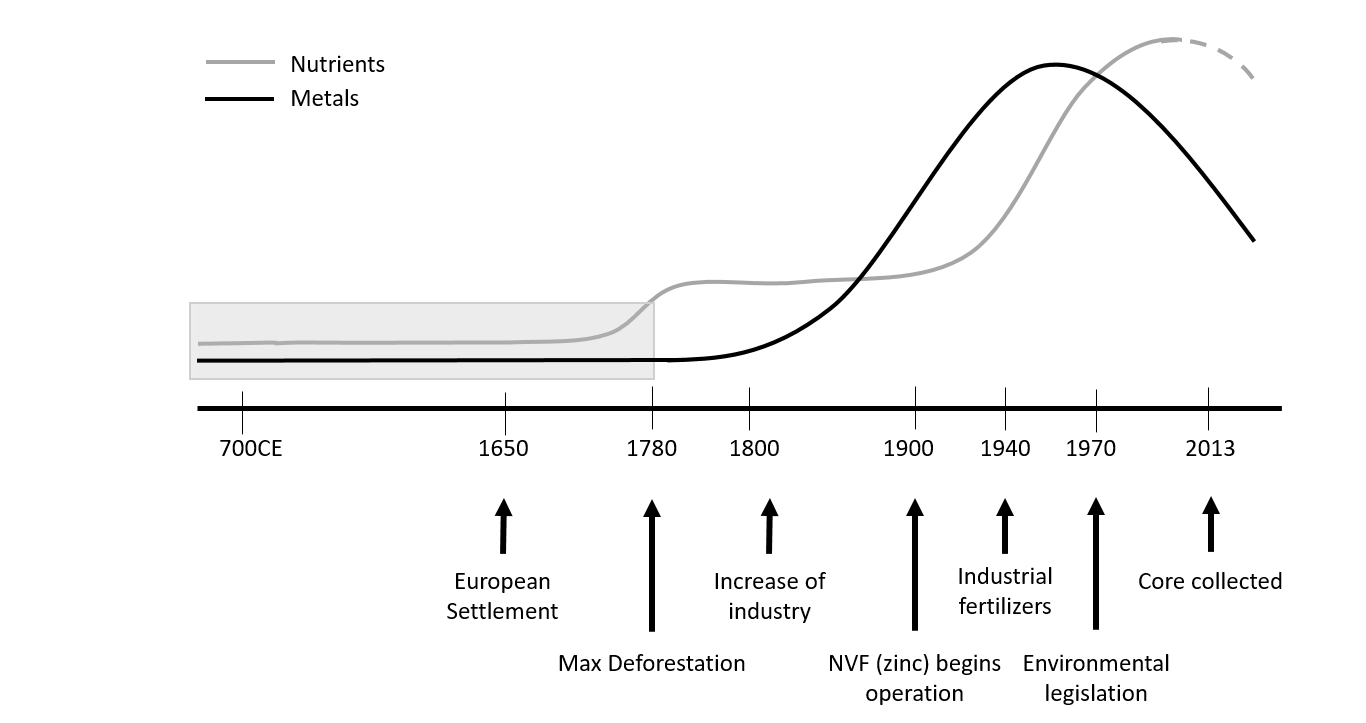 Nutrients
Metals
700CE 1650 1780 1800 1900 1940 1970 2013
European
Settlement
Max Deforestation
Increase of
industry
NVF (zinc) begins
operation
Industrial
fertilizers
Environmental
legislation
Core collected